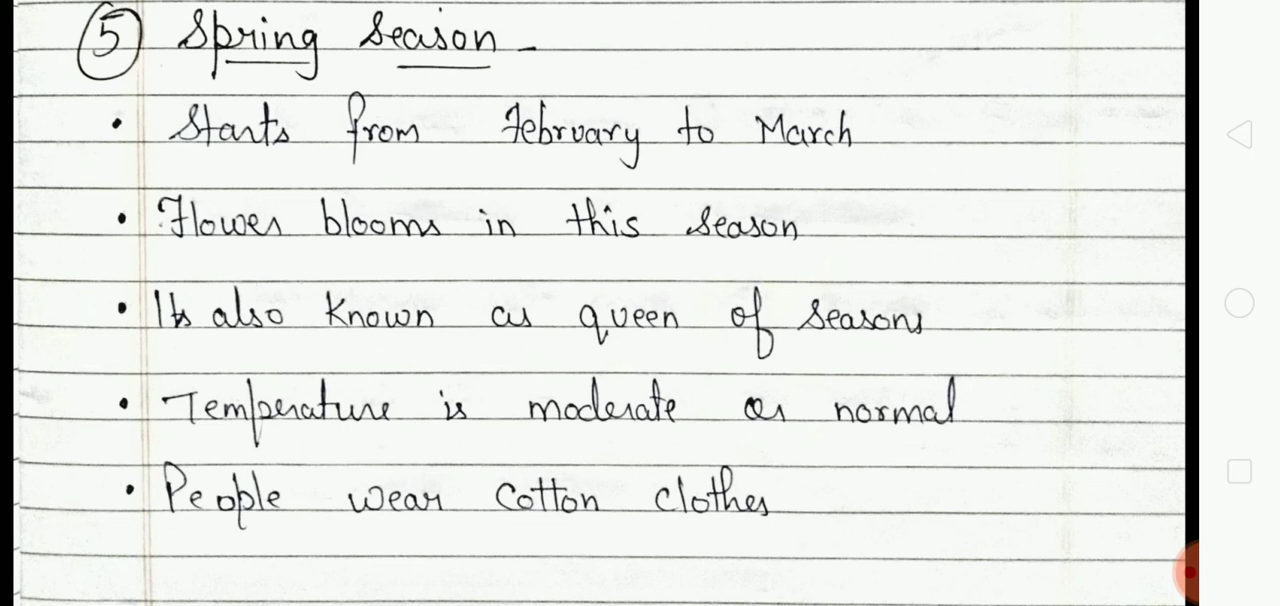 5 Spring Season -
• Starts from February to March
• Flower blooms in this season
• Its also Known as queen of seasons
• Temperature is moderate or normal
• People wear cotton clothes